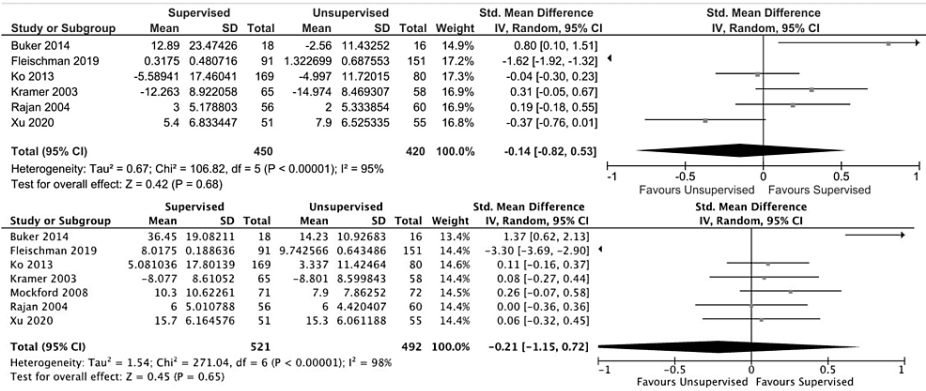 Supervised Unsupervised Std. Mean Difference Std. Mean Difference
Study or Subgroup Mean SD Total Mean SD Total Weight IV, Random, 95% CI IV, Random, 95% CI
Buker 2014 12.89 23.47426 18 -2.56 11.43252 16 14.9% 0.80 [0.10, 1.51]
Fleischman 2019 0.3175 0.480716 91 1.322699 0.687553 151 17.2% -1.62 [-1.92, -1.32]
Ko 2013 -5.58941 17.46041 169 -4.997 11.72015 80 17.6% -0.04 [-0.30, 0.23]
Kramer 2003 -12.263 8.922058 65 -14.974 8.469307 58 16.9% 0.31 [-0.05, 0.67]
Rajan 2004 3 5.178803 56 2 5.333854 60 16.9% 0.19 [-0.18, 0.55]
Xu 2020 5.4 6.833447 51 7.9 6.525335 55 16.8% -0.37 [-0.76, 0.01]
Total (95% CI) 450 420 100.0% -0.14 [-0.82, 0.53]
Heterogeneity: Tau² = 0.67; Chi² = 106.82, df = 5 (P < 0.00001); I² = 95%
Test for overall effect: Z = 0.42 (P = 0.68)
-1 -0.5 0 0.5 1
Favours Unsupervised Favours Supervised
Supervised Unsupervised Std. Mean Difference Std. Mean Difference
Study or Subgroup Mean SD Total Mean SD Total Weight IV, Random, 95% CI IV, Random, 95% CI
Buker 2014 36.45 19.08211 18 14.23 10.92683 16 13.4% 1.37 [0.62, 2.13]
Fleischman 2019 8.0175 0.188636 91 9.742566 0.643486 151 14.4% -3.30 [-3.69, -2.90]
Ko 2013 5.081036 17.80139 169 3.337 11.42464 80 14.6% 0.11 [-0.16, 0.37]
Kramer 2003 -8.077 8.61052 65 -8.801 8.599843 58 14.5% 0.08 [-0.27, 0.44]
Mockford 2008 10.3 10.62261 71 7.9 7.86252 72 14.5% 0.26 [-0.07, 0.58]
Rajan 2004 6 5.010788 56 6 4.420407 60 14.4% 0.00 [-0.36, 0.36]
Xu 2020 15.7 6.164576 51 15.3 6.061188 55 14.4% 0.06 [-0.32, 0.45]
Total (95% CI) 521 492 100.0% -0.21 [-1.15, 0.72]
Heterogeneity: Tau² = 1.54; Chi² = 271.04, df = 6 (P < 0.00001); I² = 98%
Test for overall effect: Z = 0.45 (P = 0.65)
-1 -0.5 0 0.5 1
Favours Unsupervised Favours Supervised